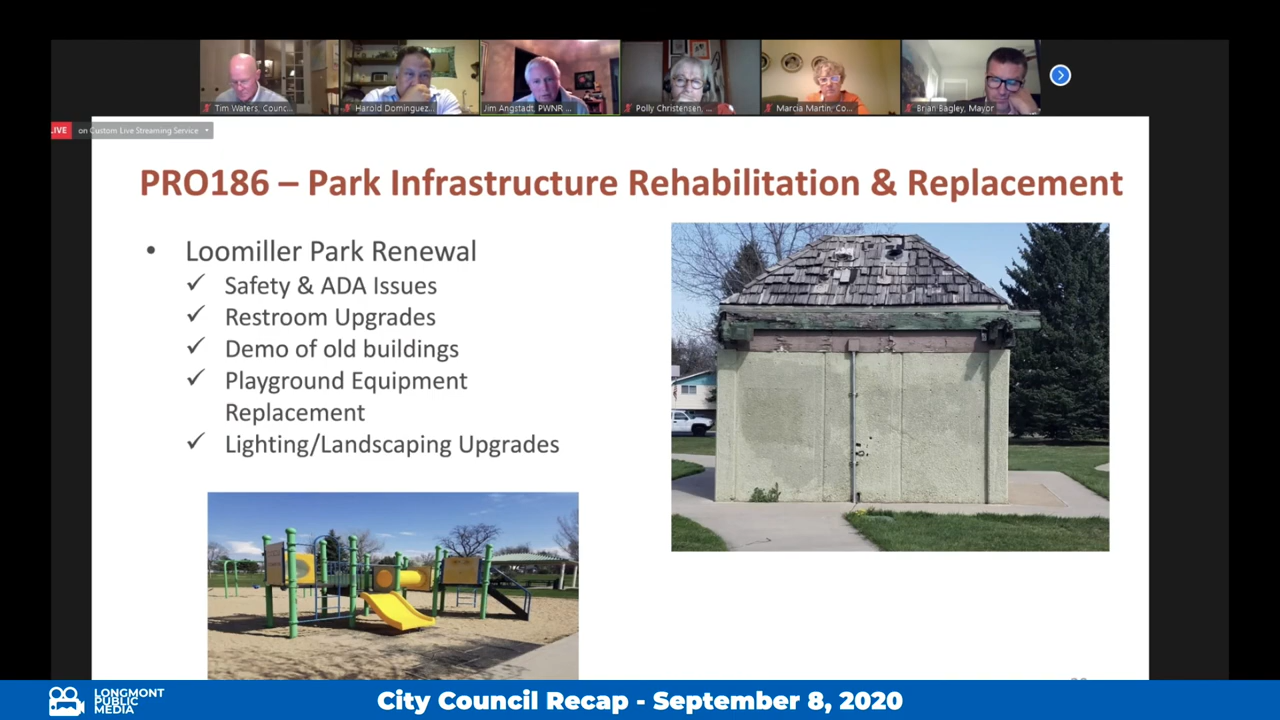 Tim Waters, Counc...
Harold Dominguez...
Jim Angstadt, PWNR ...
Polly Christensen, ...
Marcia Martin, Co...
Brian Bagley, Mayor
LIVE
on Custom Live Streaming Service
PRO186 – Park Infrastructure Rehabilitation & Replacement
• Loomiller Park Renewal
✓ Safety & ADA Issues
✓ Restroom Upgrades
✓ Demo of old buildings
✓ Playground Equipment
Replacement
✓ Lighting/Landscaping Upgrades
LONGMONT
PUBLIC
MEDIA
City Council Recap - September 8, 2020